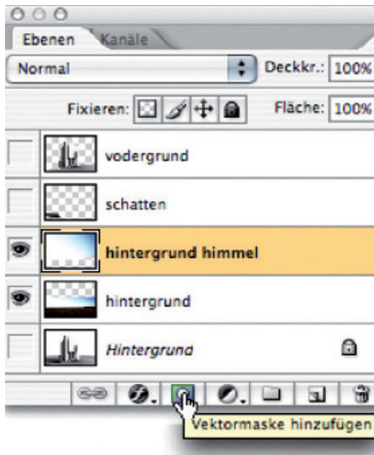 Ebenen Kanäle
Normal Deckkr.: 100%
Fixieren: Fläche: 100%
vodergrund
schatten
hintergrund himmel
hintergrund
Hintergrund
Vektormaske hinzufügen